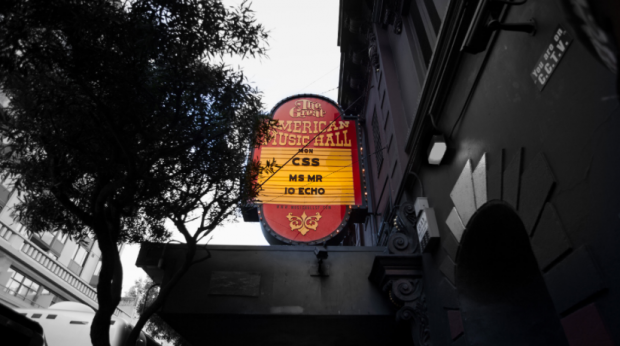 The
Great
AMERICAN
MUSIC HALL
MON
CSS
MS MR
IO ECHO
C.C.T.V.